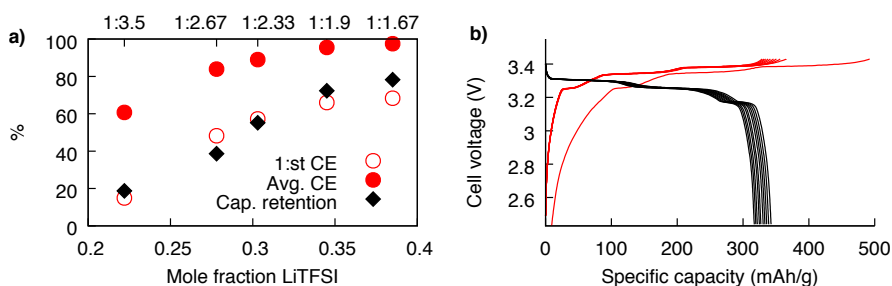 a)
1:3.5 1:2.67 1:2.33 1:1.9 1:1.67
100
80
60
40
20
0
%
1:st CE
Avg. CE
Cap. retention
0.2 0.25 0.3 0.35 0.4
Mole fraction LiTFSI
b)
3.4
3.2
3
2.8
2.6
Cell voltage (V)
0 100 200 300 400 500
Specific capacity (mAh/g)